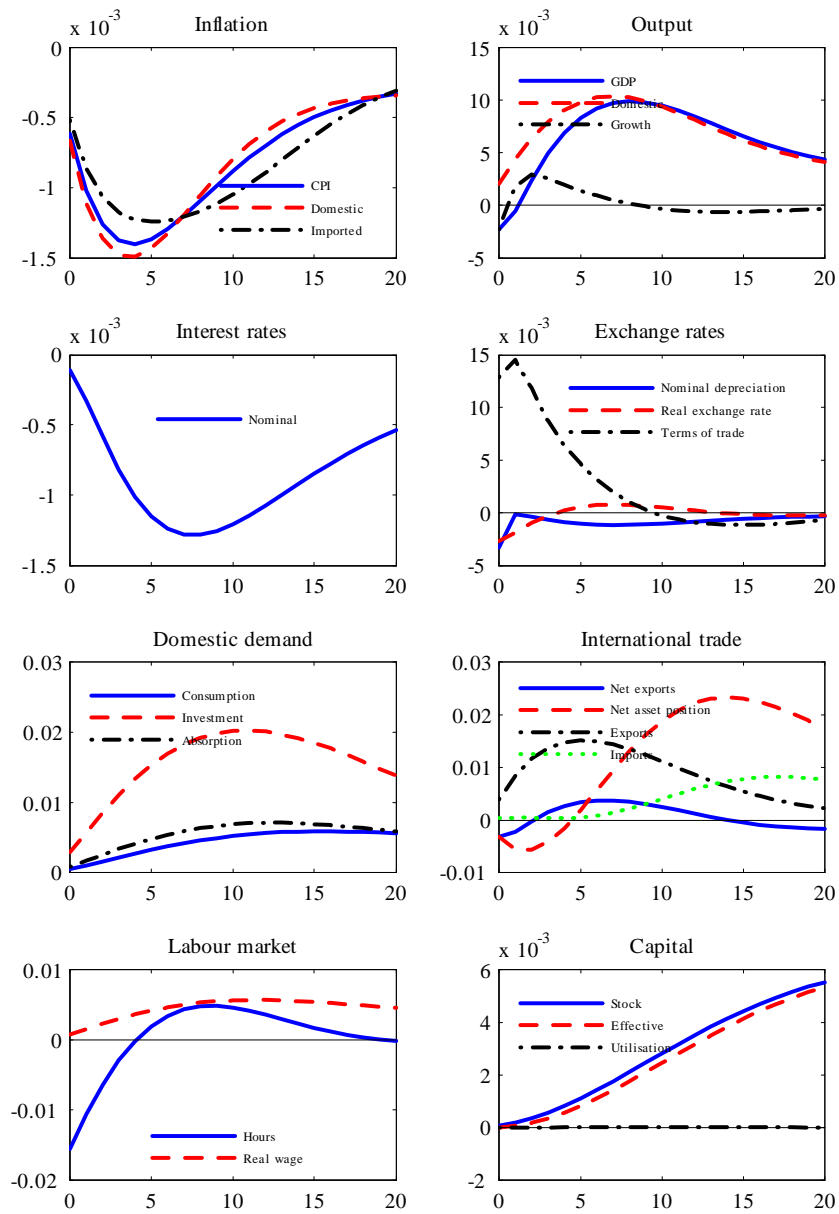 x 10-3
Inflation
0
-0.5
-1
-1.5
CPI
Domestic
Imported
0 5 10 15 20
x 10-3
Output
15
10
5
0
-5
GDP
Domestic
Growth
0 5 10 15 20
x 10-3
Interest rates
0
-0.5
-1
-1.5
Nominal
0 5 10 15 20
x 10-3
Exchange rates
15
10
5
0
-5
Nominal depreciation
Real exchange rate
Terms of trade
0 5 10 15 20
Domestic demand
0.03
0.02
0.01
0
Consumption
Investment
Absorption
0 5 10 15 20
International trade
0.03
0.02
0.01
0
-0.01
Net exports
Net asset position
Exports
Imports
0 5 10 15 20
Labour market
0.01
0
-0.01
-0.02
Hours
Real wage
0 5 10 15 20
x 10-3
Capital
6
4
2
0
-2
Stock
Effective
Utilisation
0 5 10 15 20